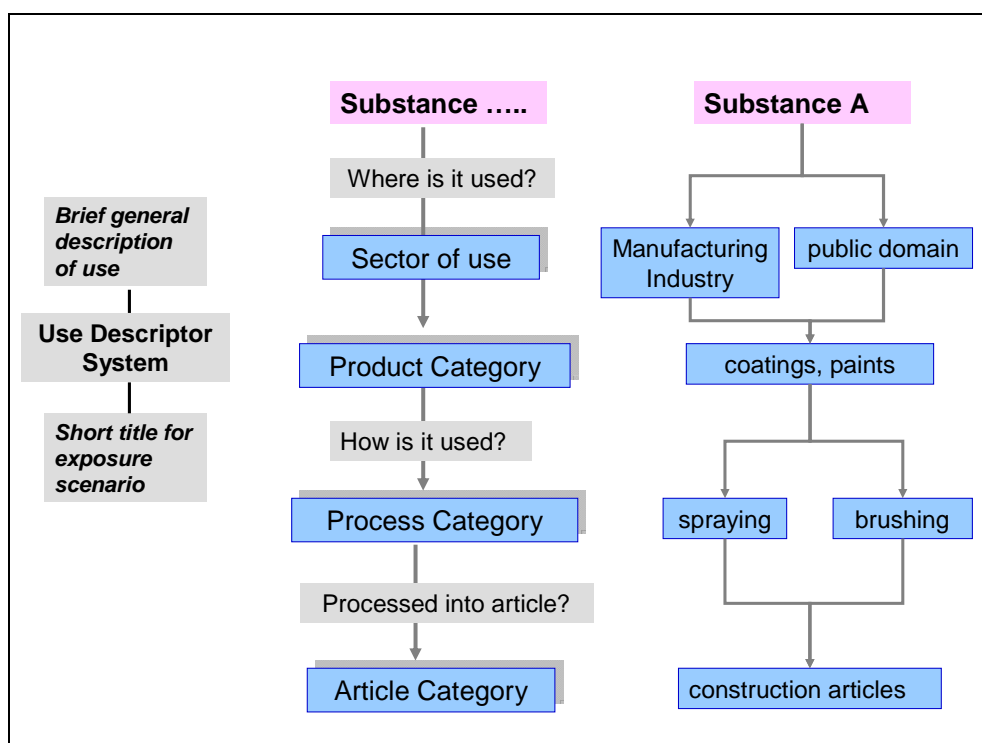 Brief general
description
of use
Use Descriptor
System
Short title for
exposure
scenario
Substance …..
Where is it used?
Sector of use
Product Category
How is it used?
Process Category
Processed into article?
Article Category
Substance A
Manufacturing
Industry
public domain
coatings, paints
spraying
brushing
construction articles